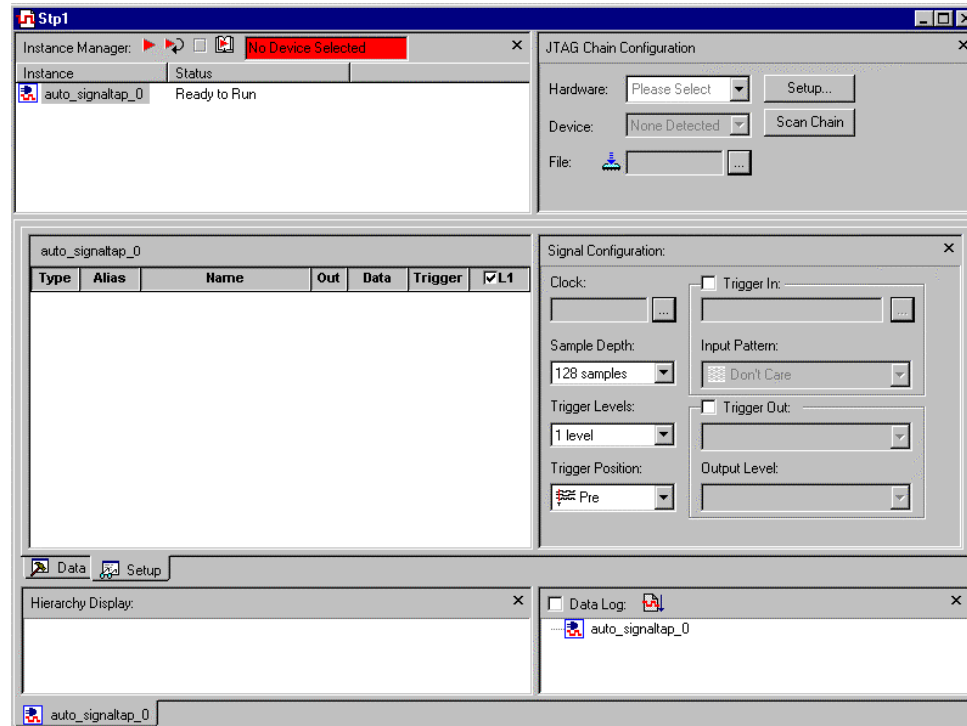 Stp1
Instance Manager: No Device Selected
Instance Status
auto_signaltap_0 Ready to Run
JTAG Chain Configuration
Hardware: Please Select Setup...
Device: None Detected Scan Chain
File: ...
auto_signaltap_0
Type Alias Name Out Data Trigger L1
Signal Configuration:
Clock: ...
Trigger In: ...
Sample Depth:
128 samples
Input Pattern:
Don't Care
Trigger Levels:
1 level
Trigger Out:
Trigger Position:
Pre
Output Level:
Data Setup
Hierarchy Display:
Data Log:
auto_signaltap_0
auto_signaltap_0